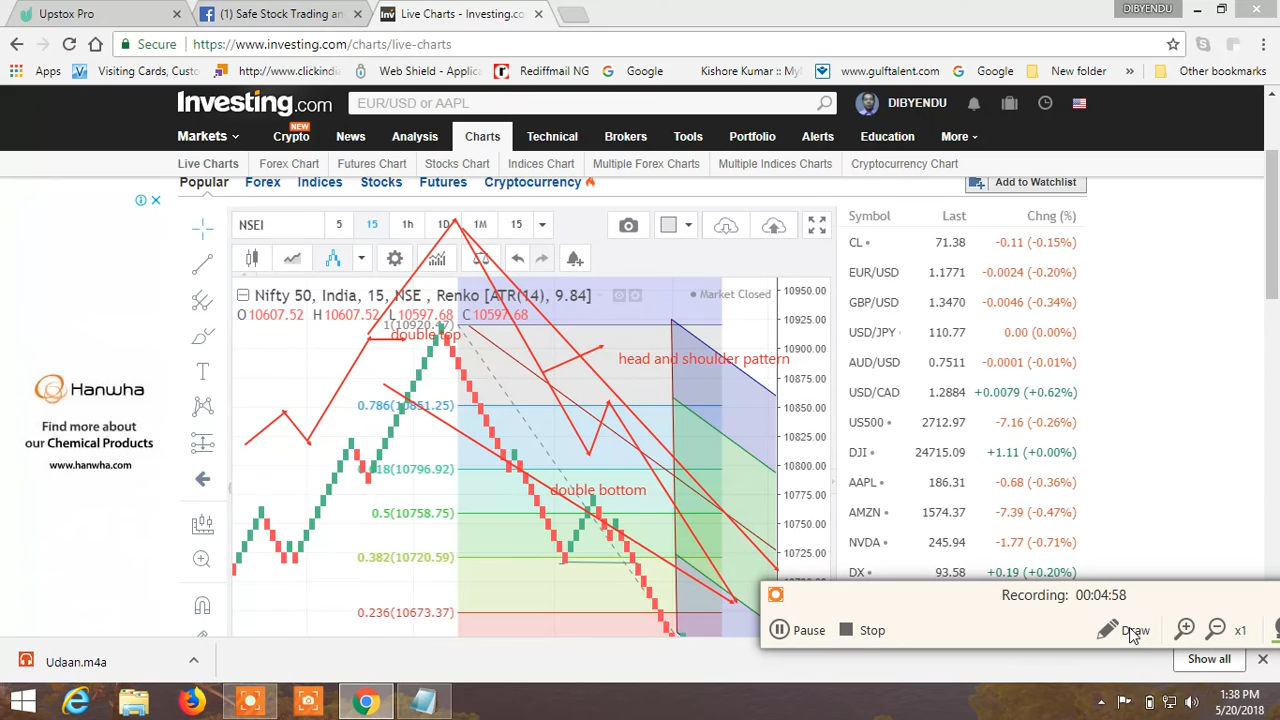 Upstox Pro
(1) Safe Stock Trading an
Live Charts - Investing.co
DIBYENDU
Secure
https://www.investing.com/charts/live-charts
Apps
Visiting Cards, Custo
http://www.clickindi
Web Shield - Applica
Rediffmail NG
Google
Kishore Kumar :: My
www.gulftalent.com
Google
New folder
»
Other bookmarks
Investing.com
EUR/USD or AAPL
DIBYENDU
NEW
Markets
Crypto
News
Analysis
Charts
Technical
Brokers
Tools
Portfolio
Alerts
Education
More
Live Charts
Forex Chart
Futures Chart
Stocks Chart
Indices Chart
Multiple Forex Charts
Multiple Indices Charts
Cryptocurrency Chart
Popular
Forex
Indices
Stocks
Futures
Cryptocurrency
Add to Watchlist
NSEI
5
15
1h
1D
1M
15
Nifty 50, India, 15, NSE , Renko [ATR(14), 9.84]
Market Closed
O 10607.52 H 10607.52 L 10597.68 C 10597.68
double top
head and shoulder pattern
double bottom
0.786(10851.25)
0.618(10796.92)
0.5(10758.75)
0.382(10720.59)
0.236(10673.37)
10950.00
10925.00
10900.00
10875.00
10850.00
10825.00
10800.00
10775.00
10750.00
10725.00
Symbol Last Chng (%)
CL 71.38 -0.11 (-0.15%)
EUR/USD 1.1771 -0.0024 (-0.20%)
GBP/USD 1.3470 -0.0046 (-0.34%)
USD/JPY 110.77 0.00 (0.00%)
AUD/USD 0.7511 -0.0001 (-0.01%)
USD/CAD 1.2884 +0.0079 (+0.62%)
US500 2712.97 -7.16 (-0.26%)
DJI 24715.09 +1.11 (+0.00%)
AAPL 186.31 -0.68 (-0.36%)
AMZN 1574.37 -7.39 (-0.47%)
NVDA 245.94 -1.77 (-0.71%)
DX 93.58 +0.19 (+0.20%)
Hanwha
Find more about
our Chemical Products
www.hanwha.com
Recording: 00:04:58
Pause
Stop
Draw
x1
Udaan.m4a
Show all
1:38 PM
5/20/2018